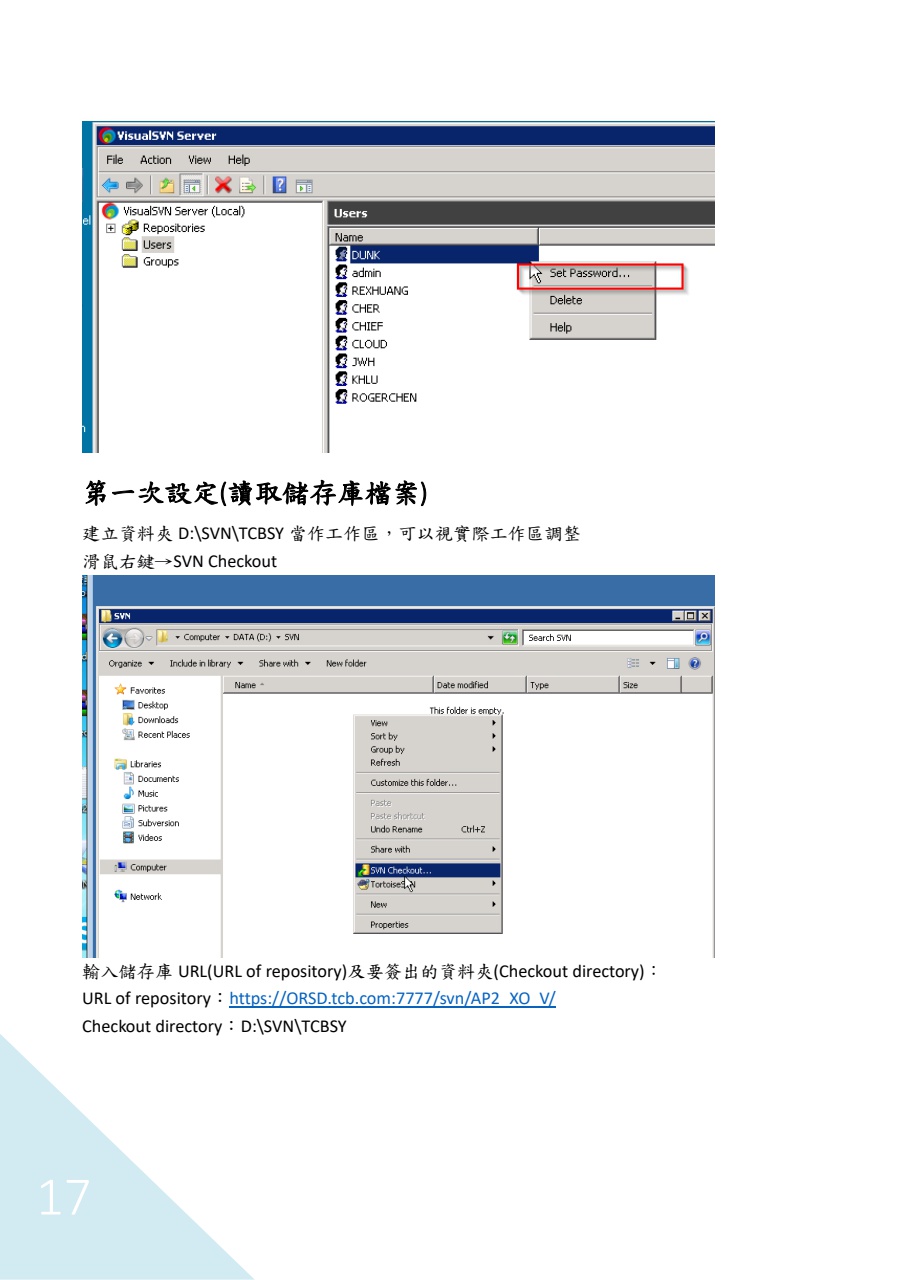 VisualSVN Server
File Action View Help
VisualSVN Server (Local)
Repositories
Users
Groups
Users
Name
DUNK
admin
REXHUANG
CHER
CHIEF
CLOUD
JWH
KHLU
ROGERCHEN
Set Password...
Delete
Help
第一次設定(讀取儲存庫檔案)
建立資料夾 D:\SVN\TCBSY 當作工作區，可以視實際工作區調整
滑鼠右鍵→SVN Checkout
SVN
Computer DATA (D:) SVN
Search SVN
Organize Include in library Share with New folder
Favorites
Desktop
Downloads
Recent Places
Libraries
Documents
Music
Pictures
Subversion
Videos
Computer
Network
Name Date modified Type Size
This folder is empty.
View
Sort by
Group by
Refresh
Customize this folder...
Paste
Paste shortcut
Undo Rename Ctrl+Z
Share with
SVN Checkout...
TortoiseSVN
New
Properties
輸入儲存庫 URL(URL of repository)及要簽出的資料夾(Checkout directory)：
URL of repository：https://ORSD.tcb.com:7777/svn/AP2_XO_V/
Checkout directory：D:\SVN\TCBSY
17